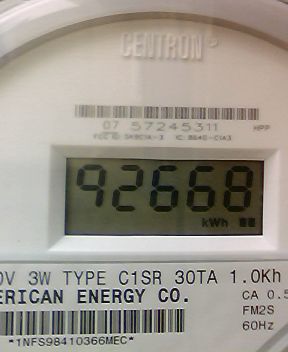 CENTRON®
07 57245311 HPP
92668
kWh
0V 3W TYPE C1SR 30TA 1.0Kh
ERICAN ENERGY CO. CA 0.5
FM2S
60Hz
*1NFS98410366MEC*